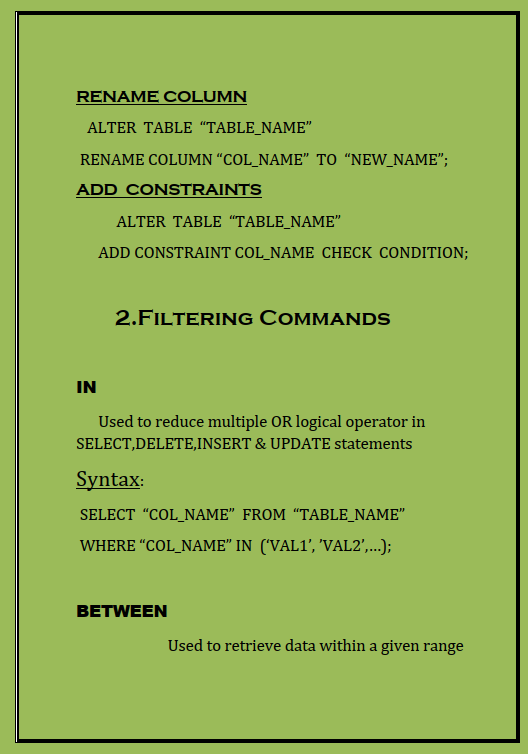 RENAME COLUMN
ALTER TABLE “TABLE_NAME”
RENAME COLUMN “COL_NAME” TO “NEW_NAME”;
ADD CONSTRAINTS
ALTER TABLE “TABLE_NAME”
ADD CONSTRAINT COL_NAME CHECK CONDITION;
2.Filtering Commands
IN
Used to reduce multiple OR logical operator in
SELECT,DELETE,INSERT & UPDATE statements
Syntax:
SELECT “COL_NAME” FROM “TABLE_NAME”
WHERE “COL_NAME” IN (‘VAL1’, ’VAL2’,...);
BETWEEN
Used to retrieve data within a given range